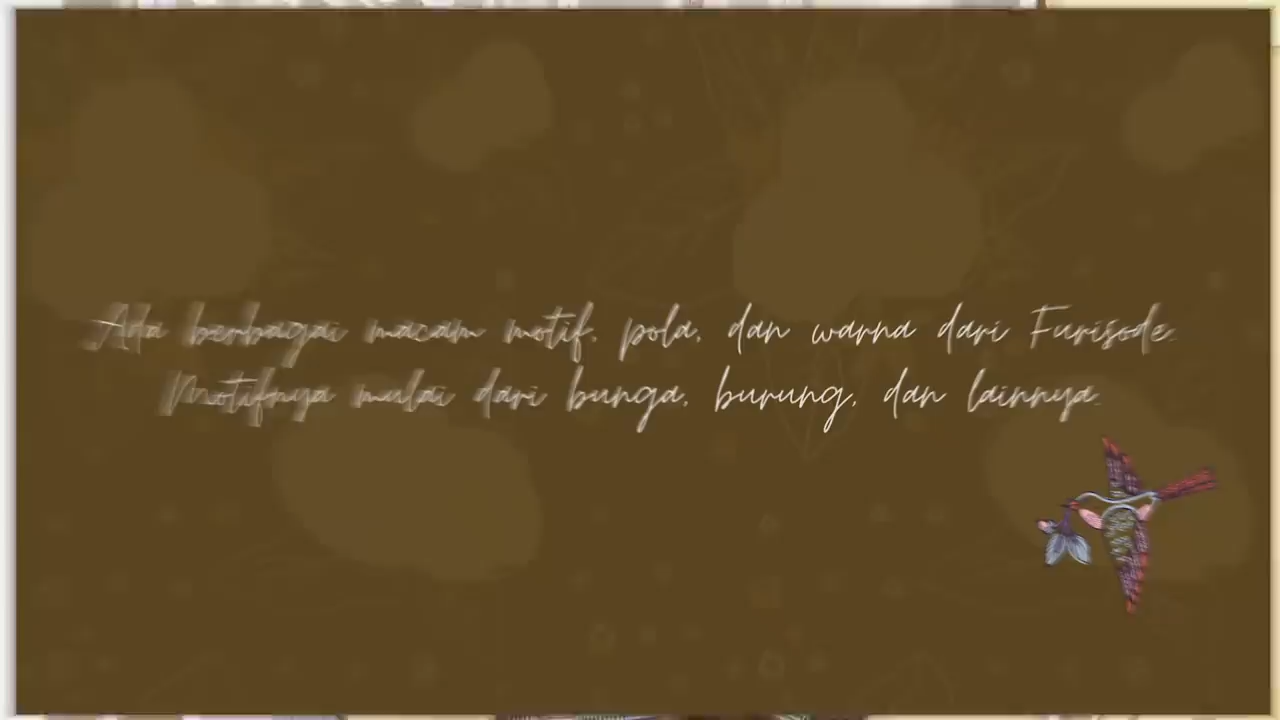 Ada berbagai macam motif, pola, dan warna dari Furisode.
Motifnya mulai dari bunga, burung, dan lainnya.